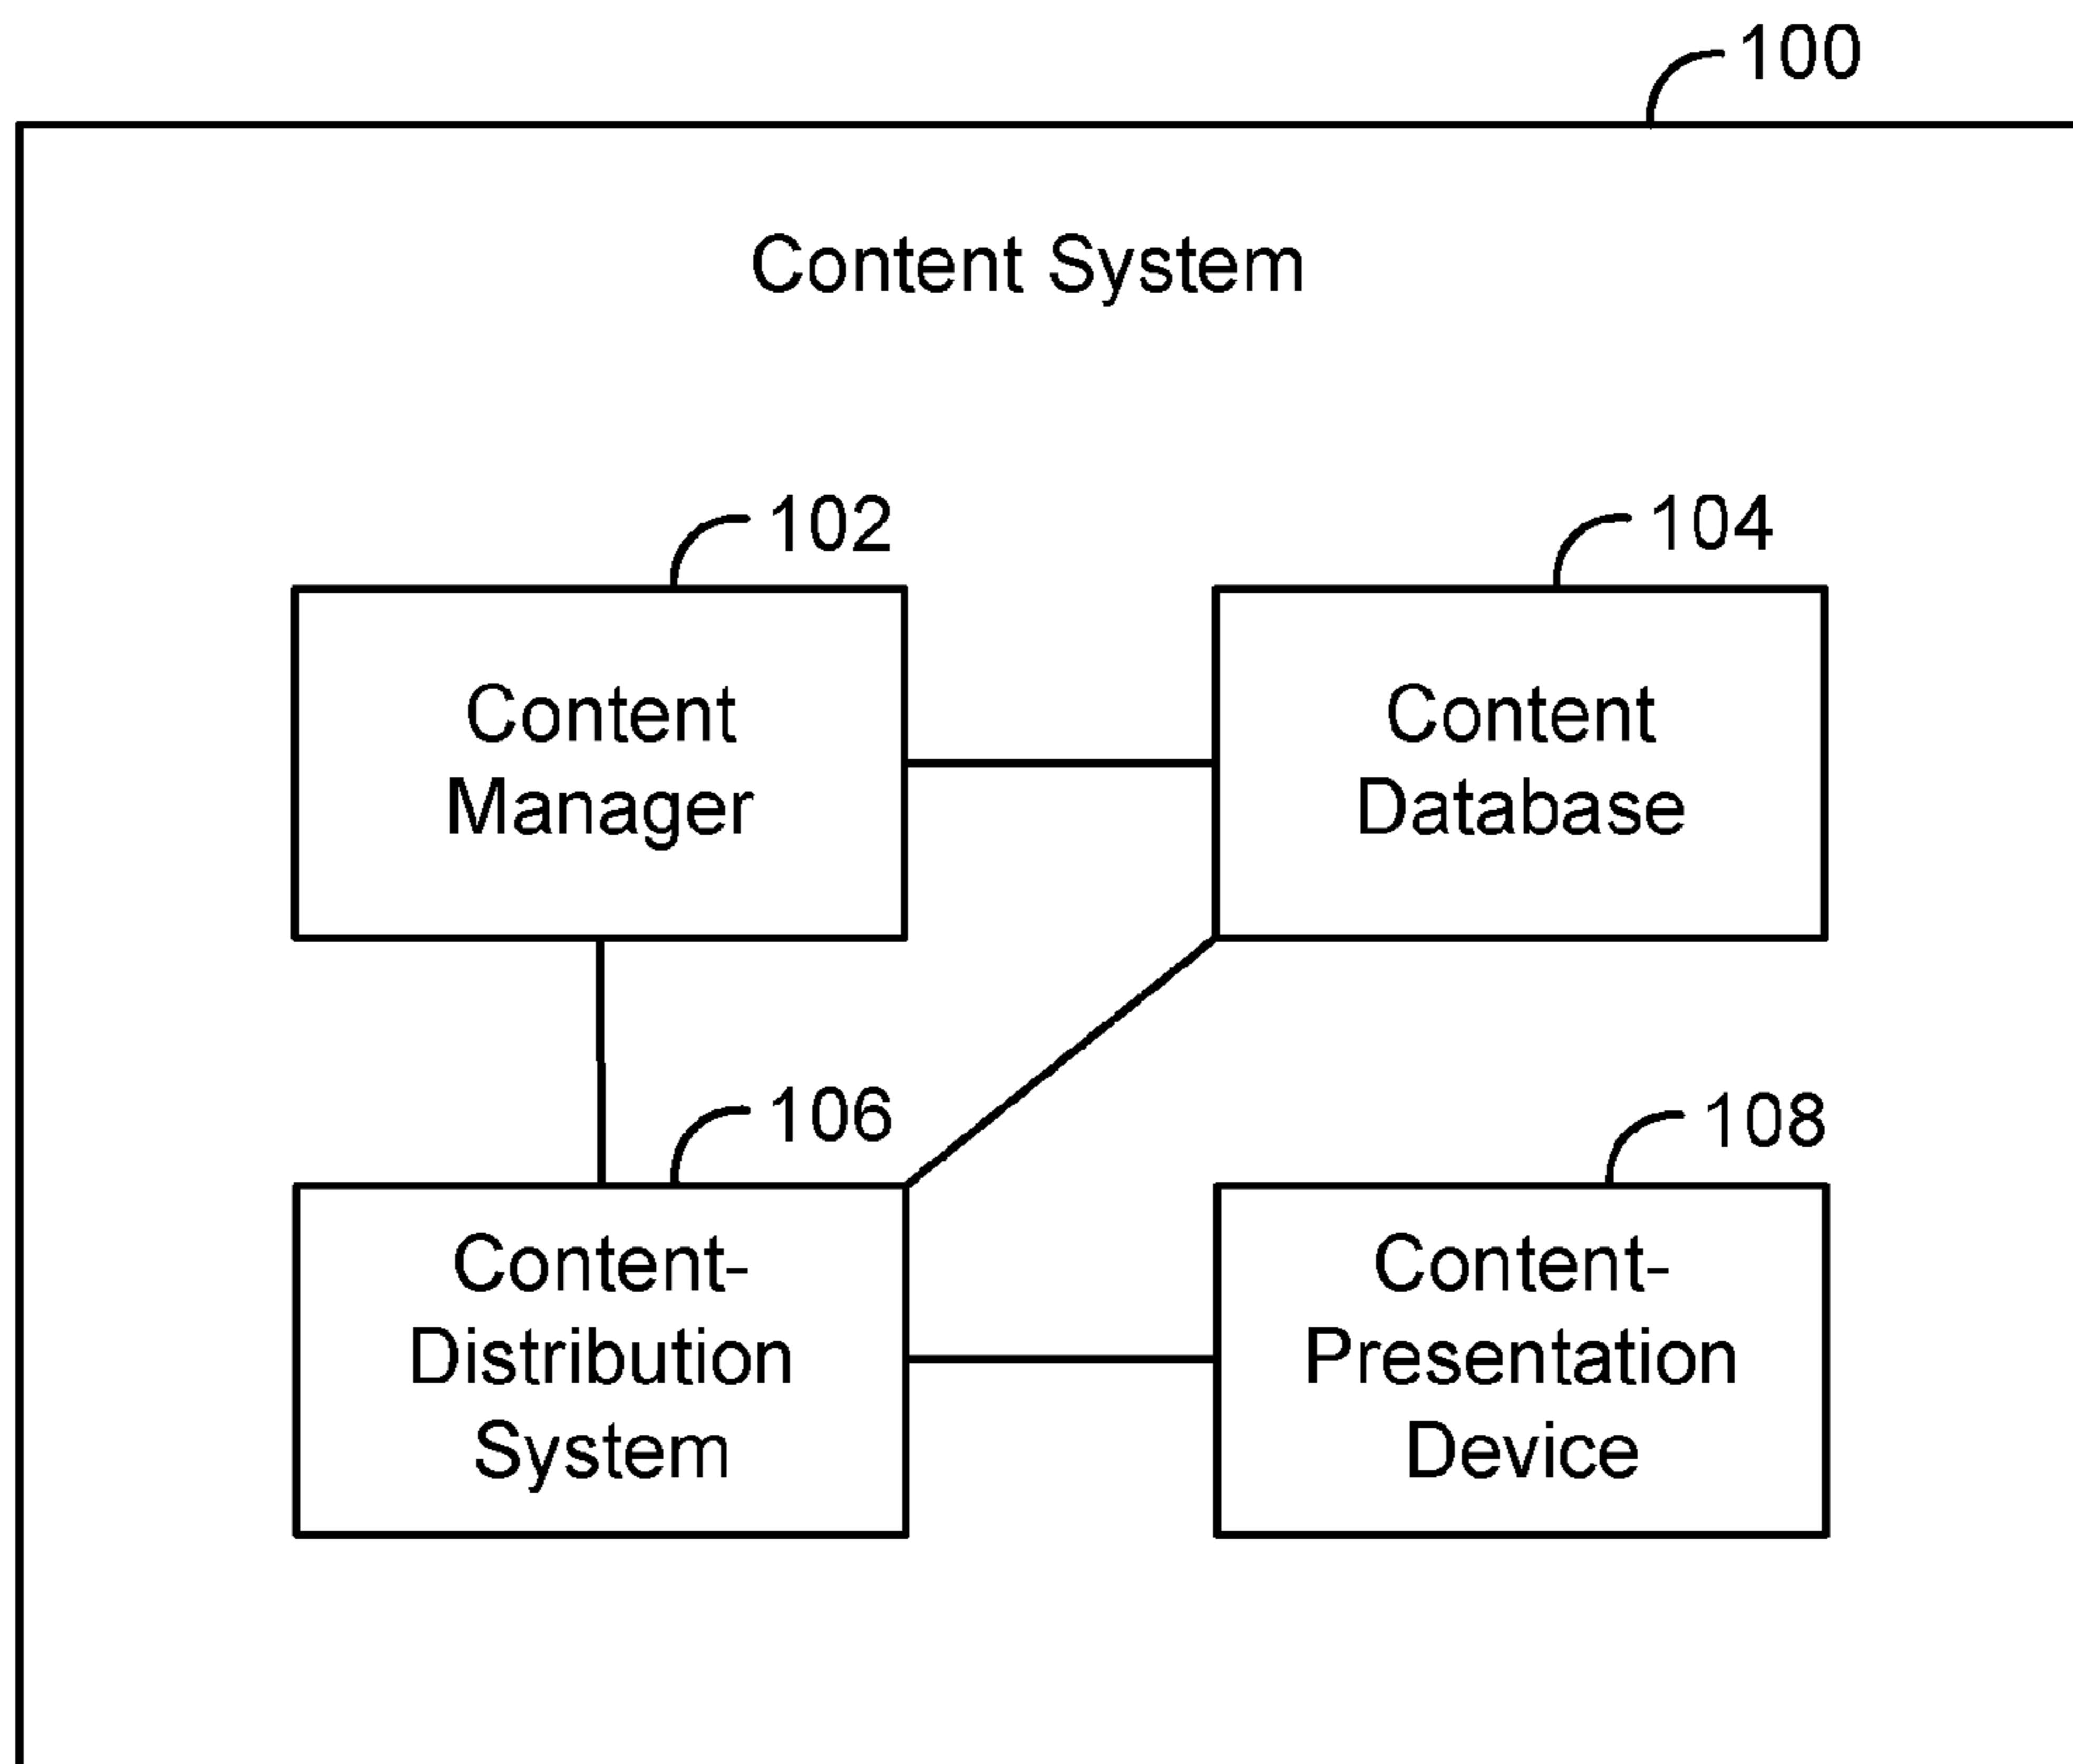 100
Content System
102
104
Content
Manager
Content
Database
106
108
Content-
Distribution
System
Content-
Presentation
Device